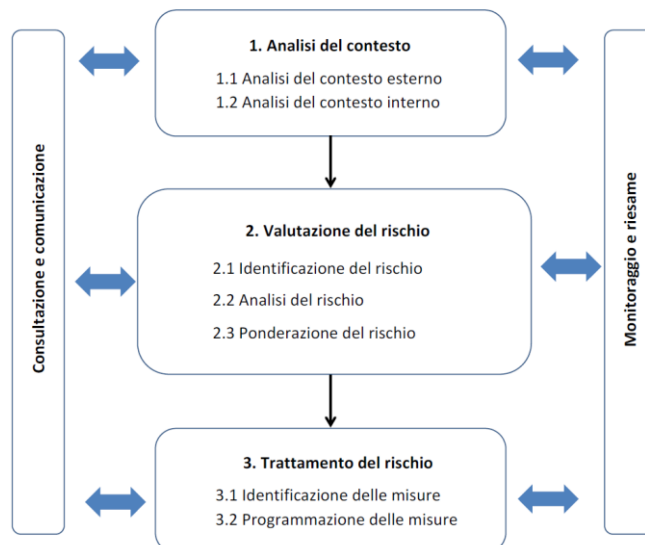 Consultazione e comunicazione
1. Analisi del contesto
1.1 Analisi del contesto esterno
1.2 Analisi del contesto interno
2. Valutazione del rischio
2.1 Identificazione del rischio
2.2 Analisi del rischio
2.3 Ponderazione del rischio
3. Trattamento del rischio
3.1 Identificazione delle misure
3.2 Programmazione delle misure
Monitoraggio e riesame